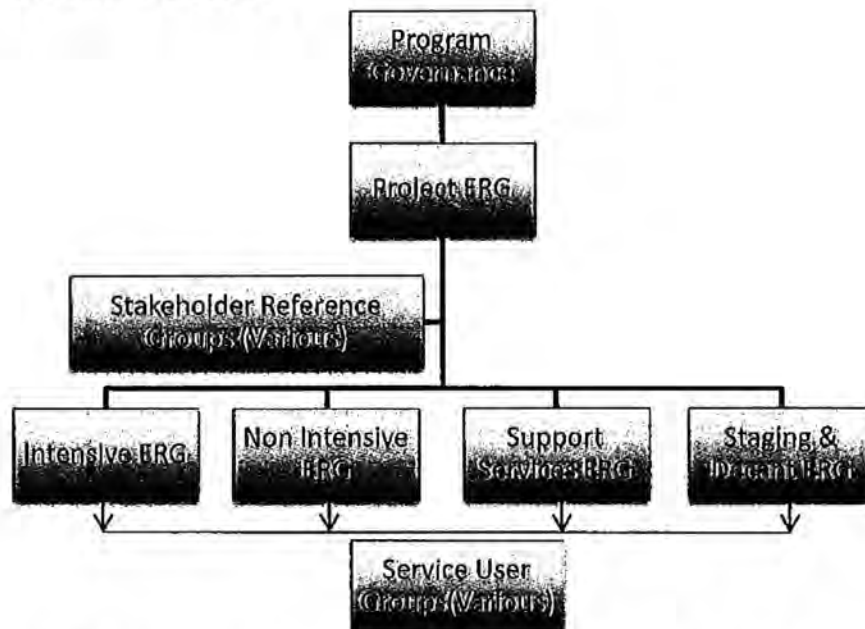 Program
Governance
Project ERG
Stakeholder Reference
Groups (Various)
Intensive ERG
Non Intensive
ERG
Support
Services ERG
Staging &
Decant ERG
Service User
Groups(Various)